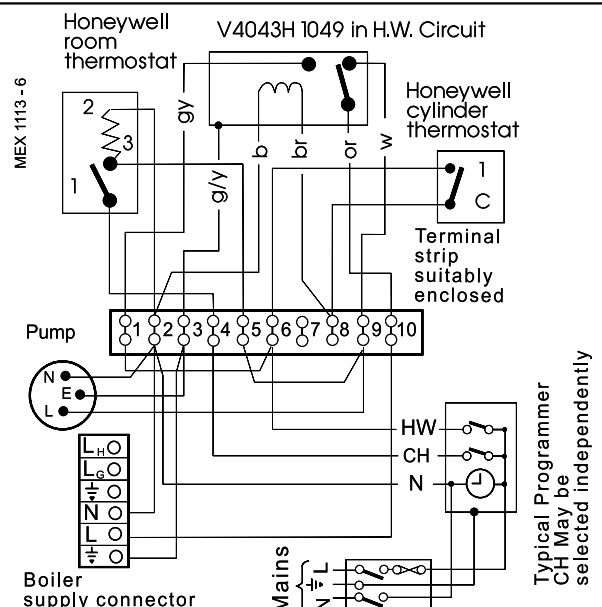 Honeywell
room
thermostat
V4043H 1049 in H.W. Circuit
Honeywell
cylinder
thermostat
MEX 1113 - 6
2
3
1
gy
g/y
b
br
or
w
1
C
Terminal
strip
suitably
enclosed
1 2 3 4 5 6 7 8 9 10
Pump
N
E
L
HW
CH
N
LH
LG
N
L
Boiler
supply connector
Mains
L
N
Typical Programmer
CH May be
selected independently